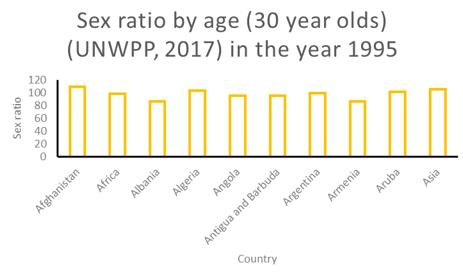 Sex ratio by age (30 year olds)
(UNWPP, 2017) in the year 1995
120
100
80
60
40
20
0
Sex ratio
Afghanistan
Africa
Albania
Algeria
Angola
Antigua and Barbuda
Argentina
Armenia
Aruba
Asia
Country